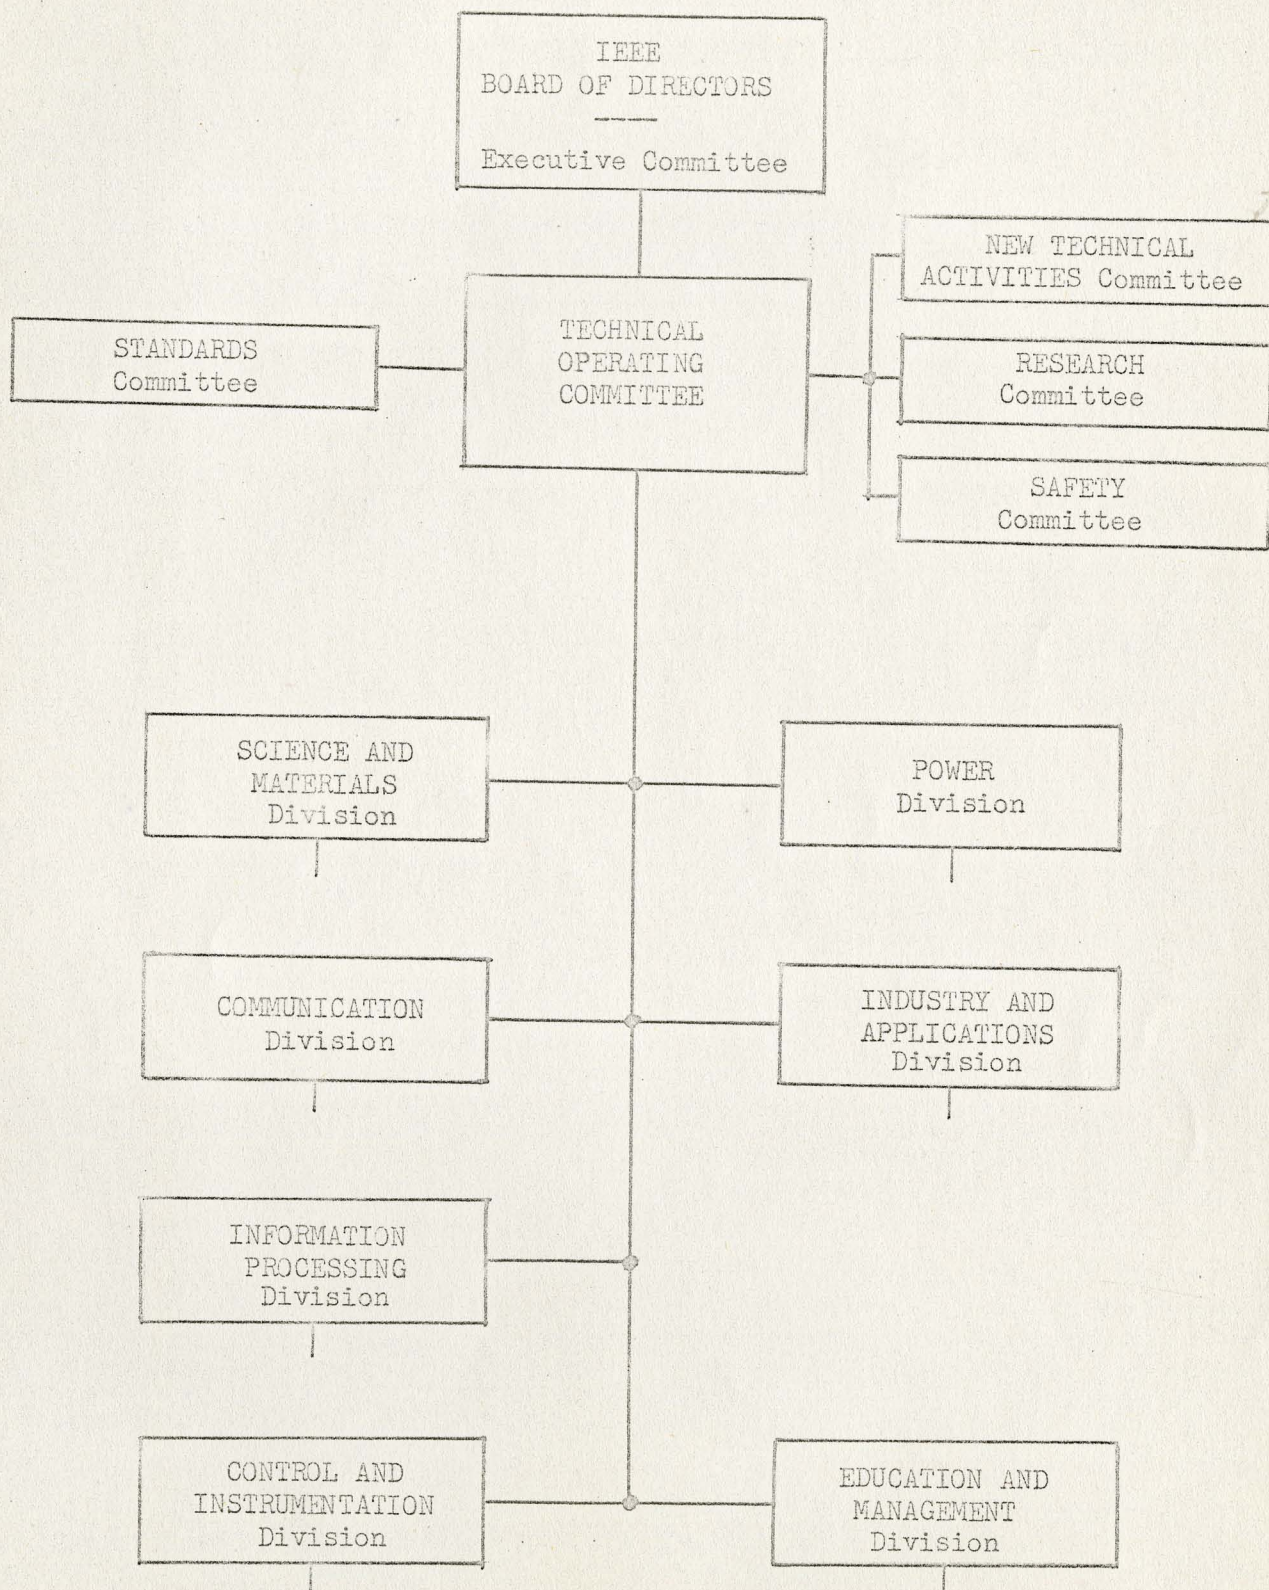 IEEE
BOARD OF DIRECTORS
----
Executive Committee
NEW TECHNICAL
ACTIVITIES Committee
STANDARDS
Committee
TECHNICAL
OPERATING
COMMITTEE
RESEARCH
Committee
SAFETY
Committee
SCIENCE AND
MATERIALS
Division
POWER
Division
COMMUNICATION
Division
INDUSTRY AND
APPLICATIONS
Division
INFORMATION
PROCESSING
Division
CONTROL AND
INSTRUMENTATION
Division
EDUCATION AND
MANAGEMENT
Division